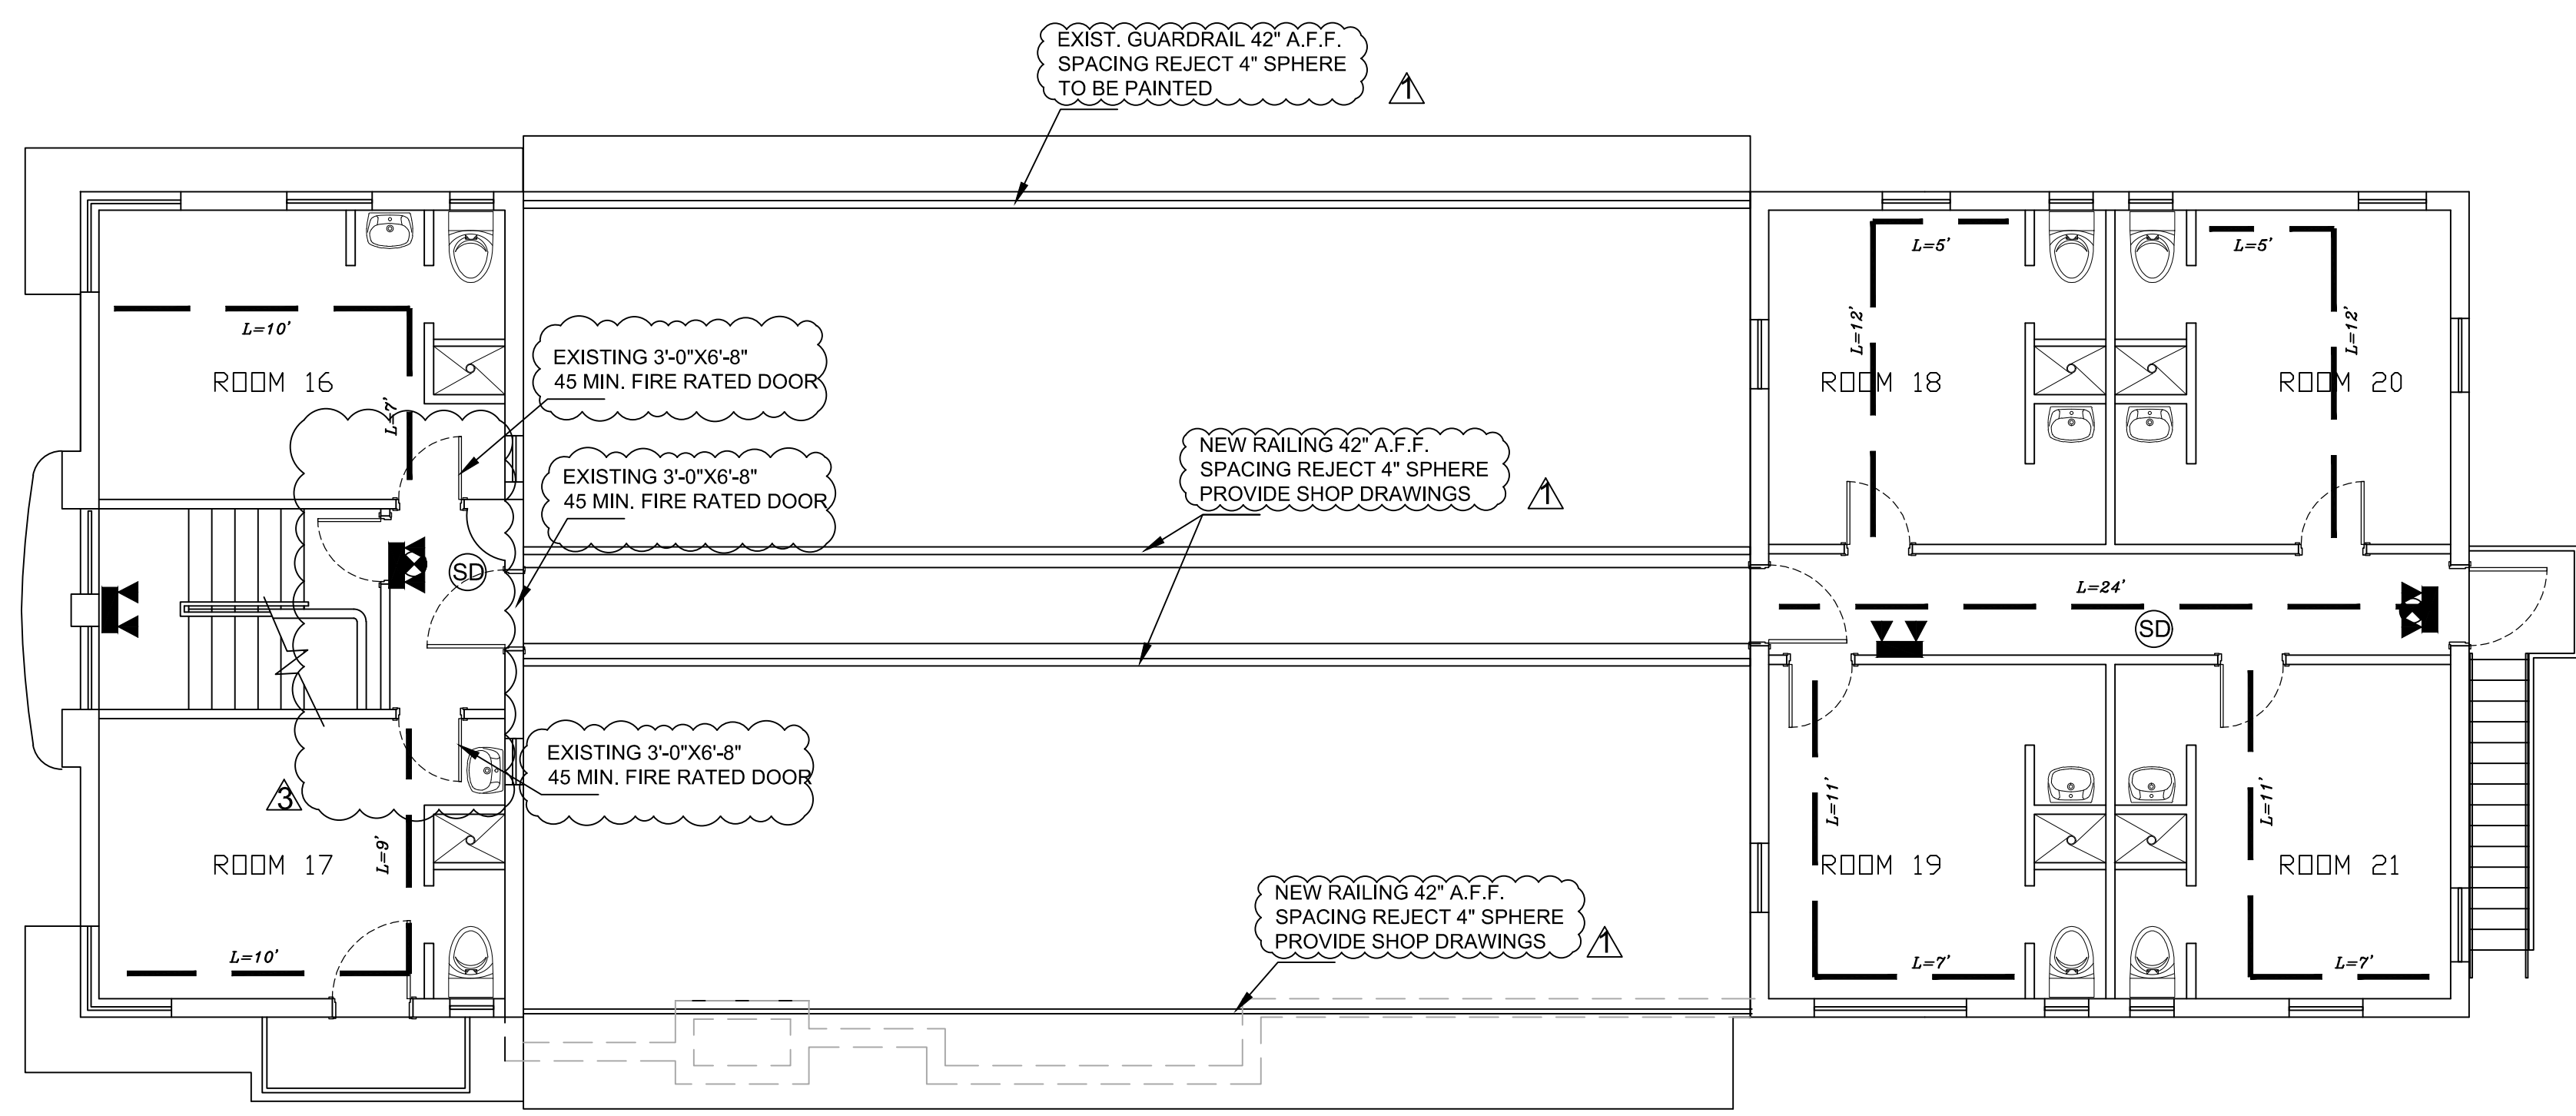 EXIST. GUARDRAIL 42" A.F.F.
SPACING REJECT 4" SPHERE
TO BE PAINTED
1
L=5'
L=5'
L=10'
L=12'
L=12'
EXISTING 3'-0"X6'-8"
45 MIN. FIRE RATED DOOR
ROOM 16
L=7'
ROOM 18
ROOM 20
NEW RAILING 42" A.F.F.
SPACING REJECT 4" SPHERE
PROVIDE SHOP DRAWINGS
1
EXISTING 3'-0"X6'-8"
45 MIN. FIRE RATED DOOR
SD
L=24'
SD
EXISTING 3'-0"X6'-8"
45 MIN. FIRE RATED DOOR
3
L=11'
L=11'
ROOM 17
L=9'
ROOM 19
ROOM 21
NEW RAILING 42" A.F.F.
SPACING REJECT 4" SPHERE
PROVIDE SHOP DRAWINGS
1
L=10'
L=7'
L=7'